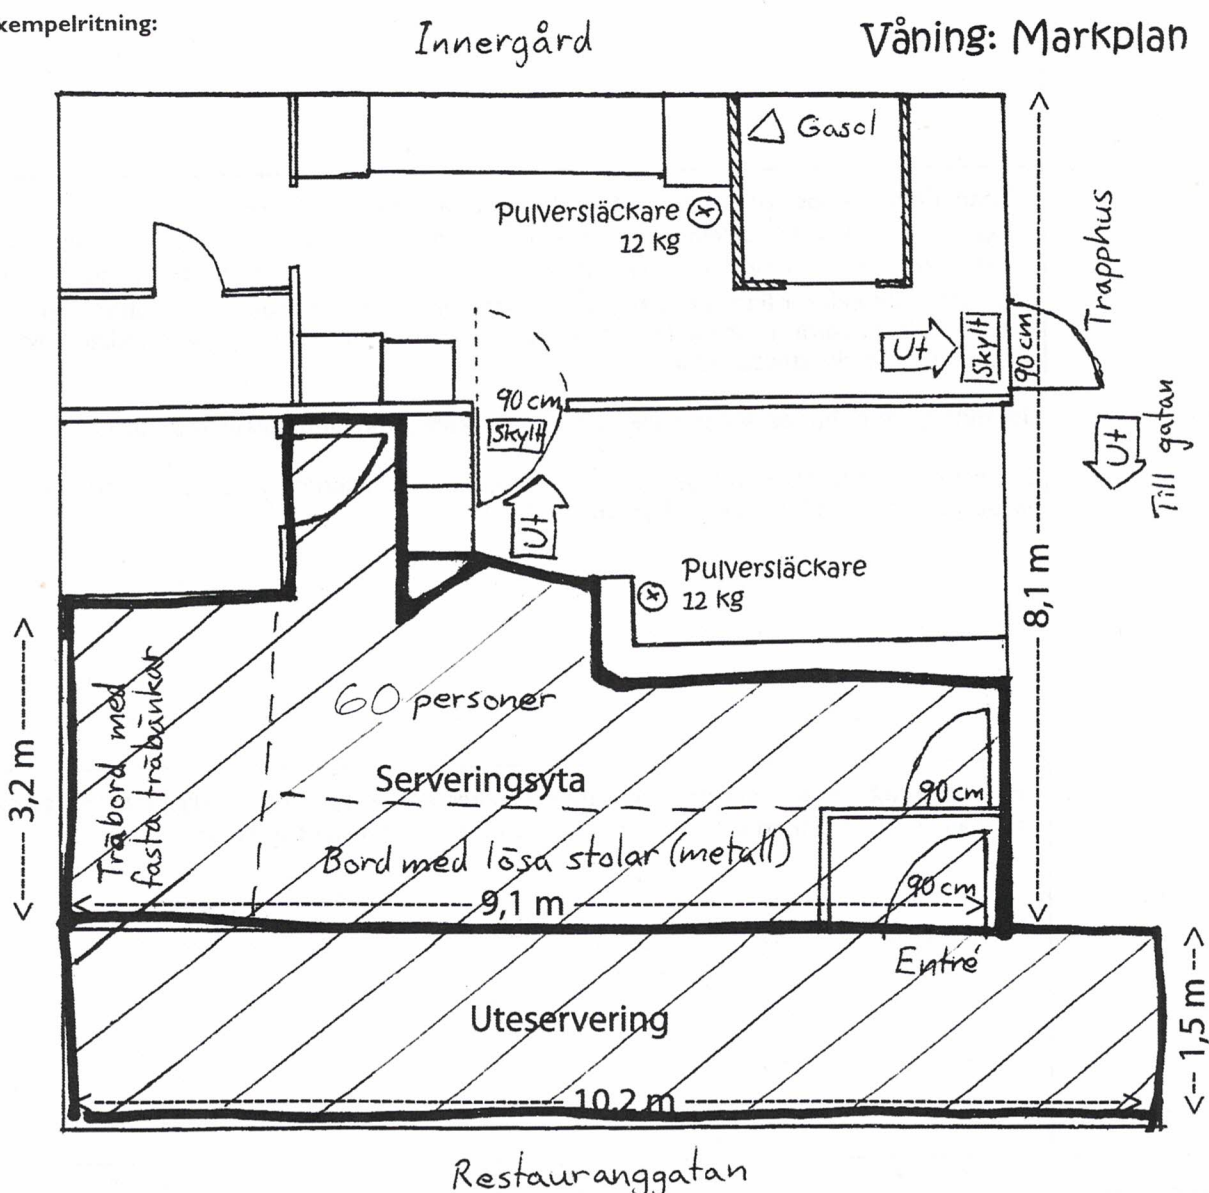 xempelritning:
Innergård
Våning: Markplan
Gasol
Pulversläckare
12 kg
Trapphus
Ut
Skylt
90 cm
90 cm
Skylt
Ut
Ut
Till gatan
Pulversläckare
12 kg
8,1 m
3,2 m
Träbord med
fasta träbänkar
60 personer
Serveringsyta
90 cm
Bord med lösa stolar (metall)
90 cm
9,1 m
Entré
Uteservering
1,5 m
10,2 m
Restauranggatan